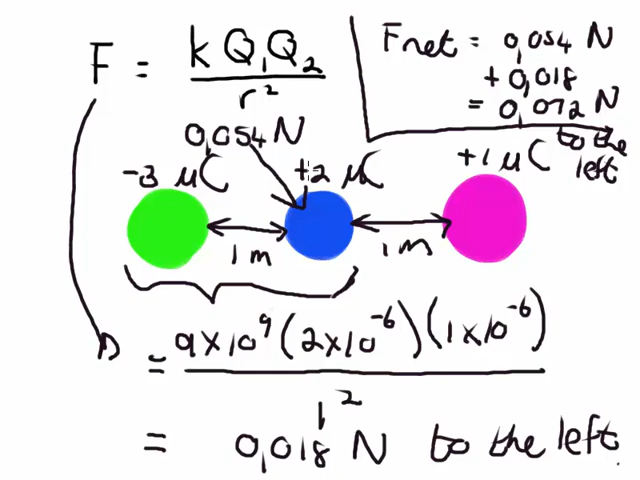 F = k Q₁Q₂ / r²
Fnet = 0,054 N
+ 0,018
= 0,072 N
to the
left
0,054 N
-3 μC
+2 μC
+1 μC
1 m
1 m
= 9×10⁹ (2×10⁻⁶)(1×10⁻⁶)
1²
= 0,018 N to the left